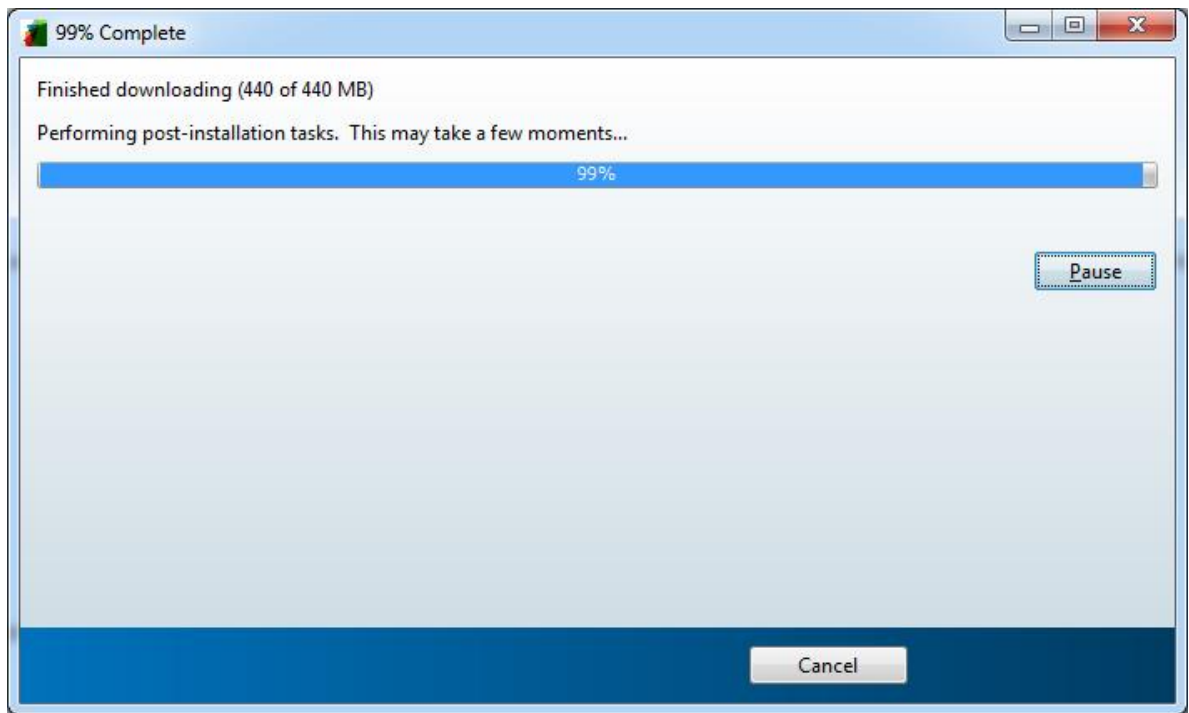 99% Complete
Finished downloading (440 of 440 MB)
Performing post-installation tasks. This may take a few moments...
99%
Pause
Cancel